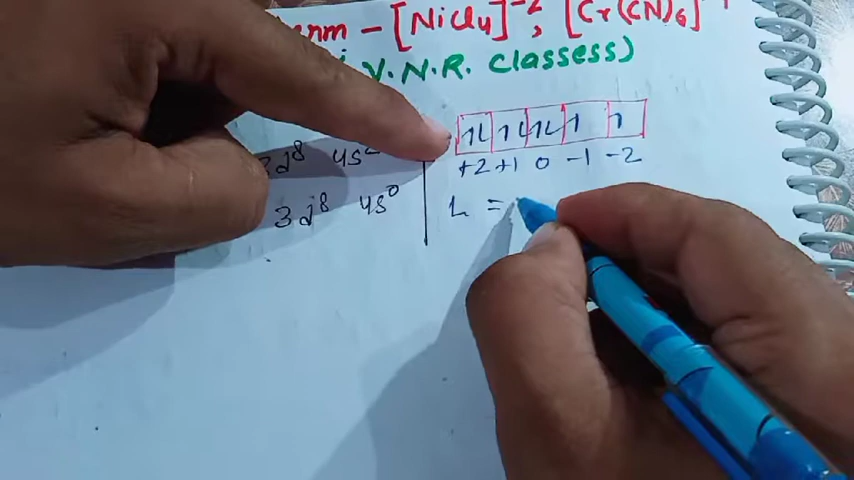 erm - [NiCl4]⁻², [Cr(CN)6]
V.N.R. Classess)
3d⁸ 4s² 1L 1L 1L 1 1
+2 +1 0 -1 -2
3d⁸ 4s⁰ L =